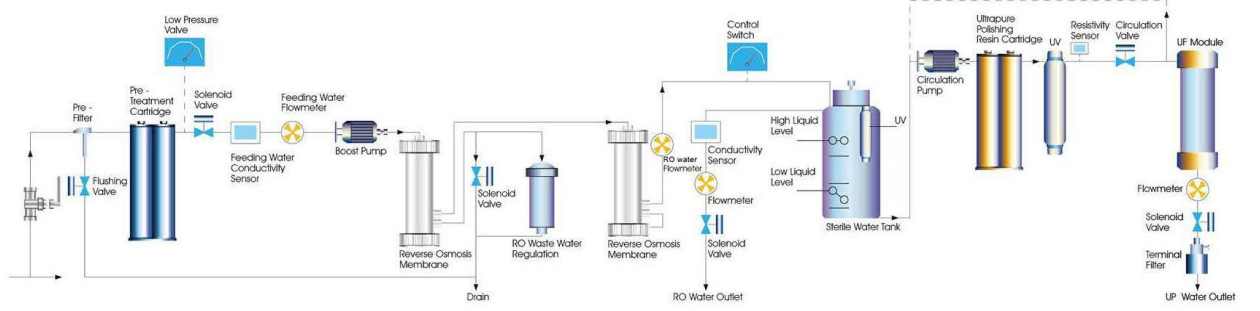 Low Pressure
Valve
Pre -
Filter
Pre -
Treatment
Cartridge
Solenoid
Valve
Feeding Water
Flowmeter
Flushing
Valve
Feeding Water
Conductivity
Sensor
Boost Pump
Reverse Osmosis
Membrane
Solenoid
Valve
RO Waste Water
Regulation
Drain
Reverse Osmosis
Membrane
RO water
Flowmeter
Control
Switch
Conductivity
Sensor
Flowmeter
Solenoid
Valve
RO Water Outlet
High Liquid
Level
Low Liquid
Level
UV
Sterile Water Tank
Circulation
Pump
Ultrapure
Polishing
Resin Cartridge
UV
Resistivity
Sensor
Circulation
Valve
UF Module
Flowmeter
Solenoid
Valve
Terminal
Filter
UP Water Outlet